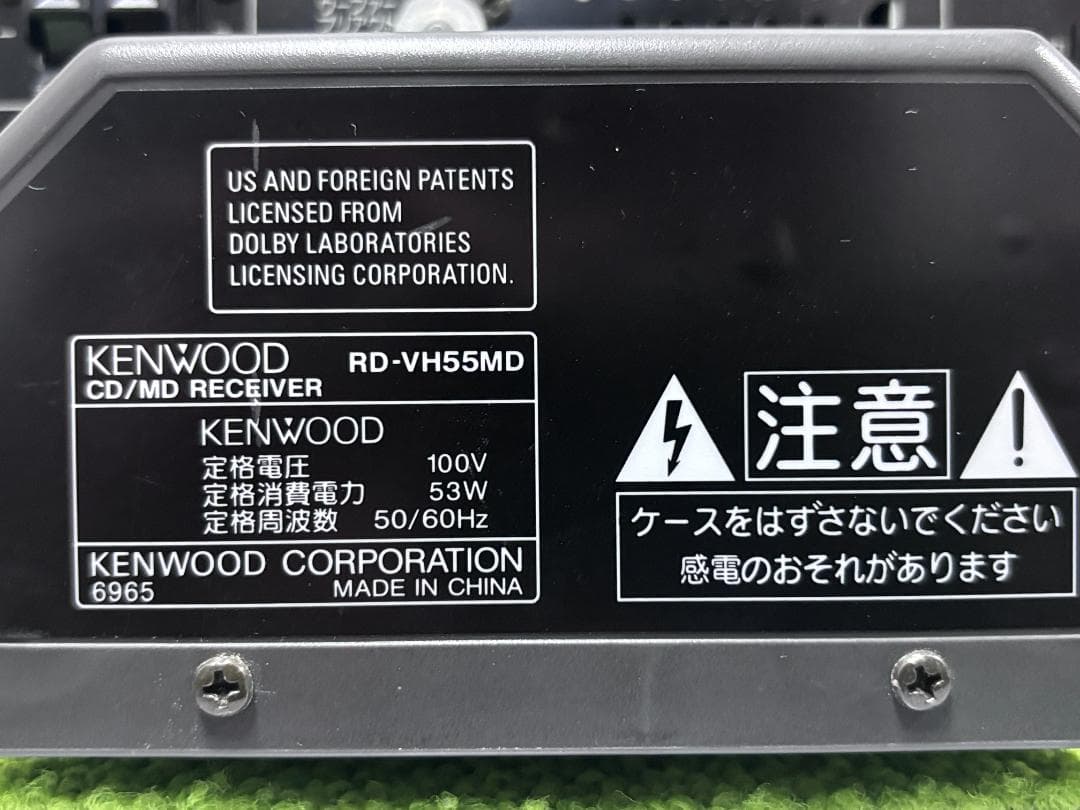 US AND FOREIGN PATENTS
LICENSED FROM
DOLBY LABORATORIES
LICENSING CORPORATION.
KENWOOD RD-VH55MD
CD/MD RECEIVER
KENWOOD
定格電圧 100V
定格消費電力 53W
定格周波数 50/60Hz
KENWOOD CORPORATION
6965 MADE IN CHINA
注意
ケースをはずさないでください
感電のおそれがあります